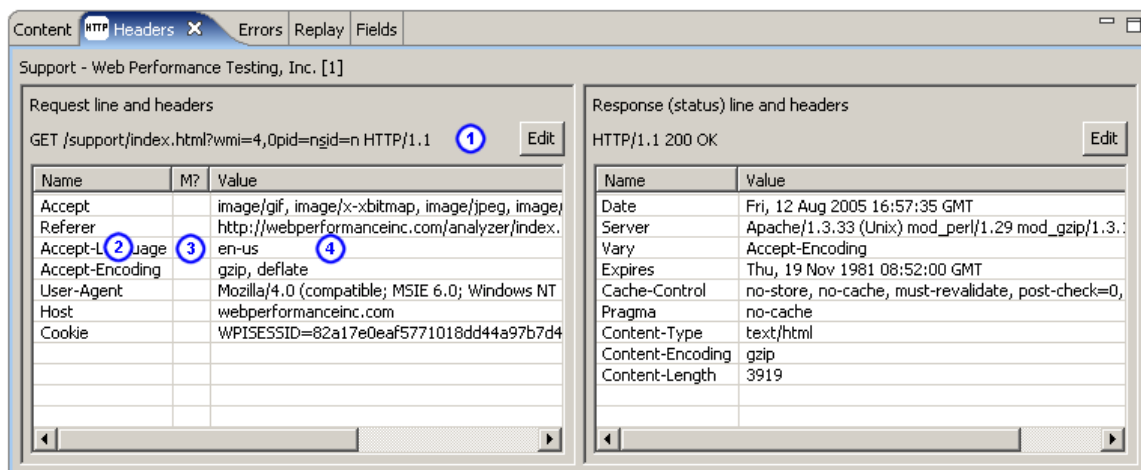 Content HTTP Headers Errors Replay Fields
Support - Web Performance Testing, Inc. [1]
Request line and headers
GET /support/index.html?wmi=4,0pid=nsid=n HTTP/1.1 1 Edit
Name M? Value
Accept image/gif, image/x-xbitmap, image/jpeg, image/
Referer http://webperformanceinc.com/analyzer/index.
Accept-L 2 uage 3 en-us 4
Accept-Encoding gzip, deflate
User-Agent Mozilla/4.0 (compatible; MSIE 6.0; Windows NT
Host webperformanceinc.com
Cookie WPISESSID=82a17e0eaf5771018dd44a97b7d4
Response (status) line and headers
HTTP/1.1 200 OK Edit
Name Value
Date Fri, 12 Aug 2005 16:57:35 GMT
Server Apache/1.3.33 (Unix) mod_perl/1.29 mod_gzip/1.3.1
Vary Accept-Encoding
Expires Thu, 19 Nov 1981 08:52:00 GMT
Cache-Control no-store, no-cache, must-revalidate, post-check=0,
Pragma no-cache
Content-Type text/html
Content-Encoding gzip
Content-Length 3919